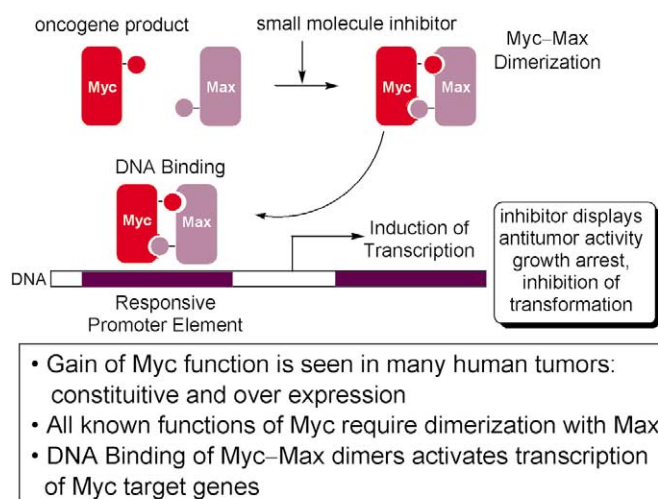 oncogene product
small molecule inhibitor
Myc–Max
Dimerization
Myc
Max
Myc
Max
DNA Binding
Myc
Max
Induction of
Transcription
inhibitor displays
antitumor activity
growth arrest,
inhibition of
transformation
DNA
Responsive
Promoter Element
• Gain of Myc function is seen in many human tumors:
constituitive and over expression
• All known functions of Myc require dimerization with Max
• DNA Binding of Myc–Max dimers activates transcription
of Myc target genes